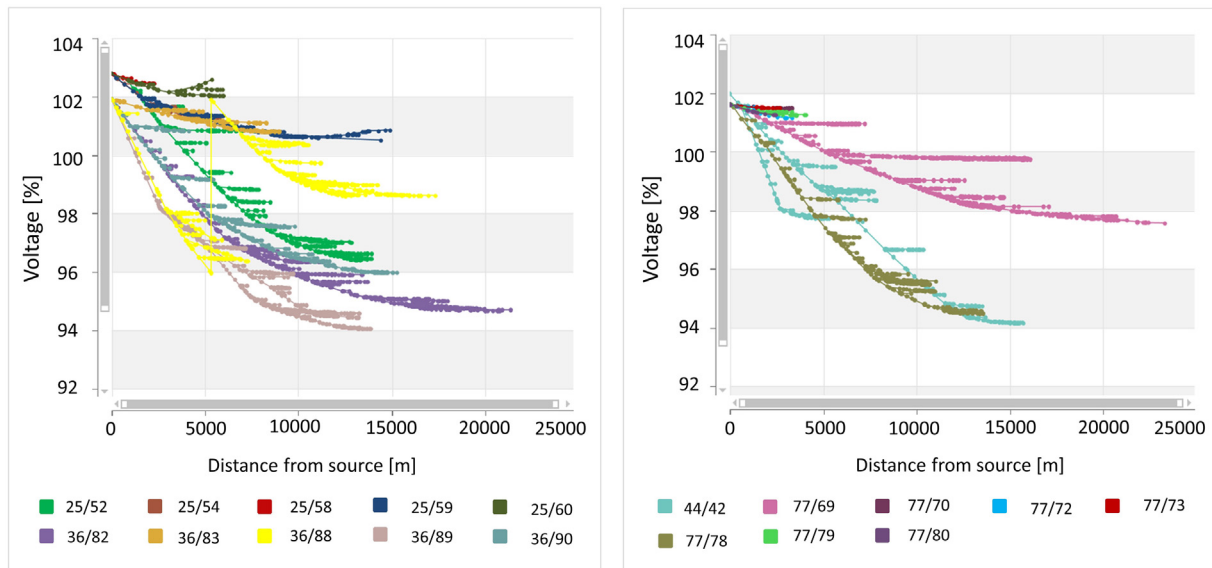 104
102
100
98
96
94
92
Voltage [%]
0 5000 10000 15000 20000 25000
Distance from source [m]
25/52 25/54 25/58 25/59 25/60
36/82 36/83 36/88 36/89 36/90
104
102
100
98
96
94
92
Voltage [%]
0 5000 10000 15000 20000 25000
Distance from source [m]
44/42 77/69 77/70 77/72 77/73
77/78 77/79 77/80